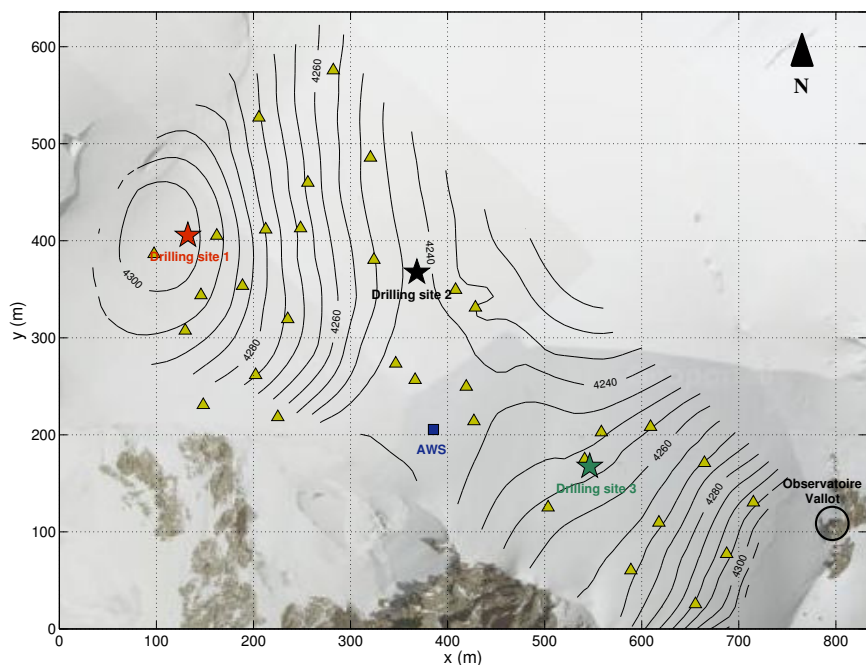 600
500
400
300
200
100
0
y (m)
0
100
200
300
400
500
600
700
800
x (m)
N
4260
4240
4300
Drilling site 1
Drilling site 2
4260
4280
4240
AWS
4260
Drilling site 3
4280
Observatoire
Vallot
4300